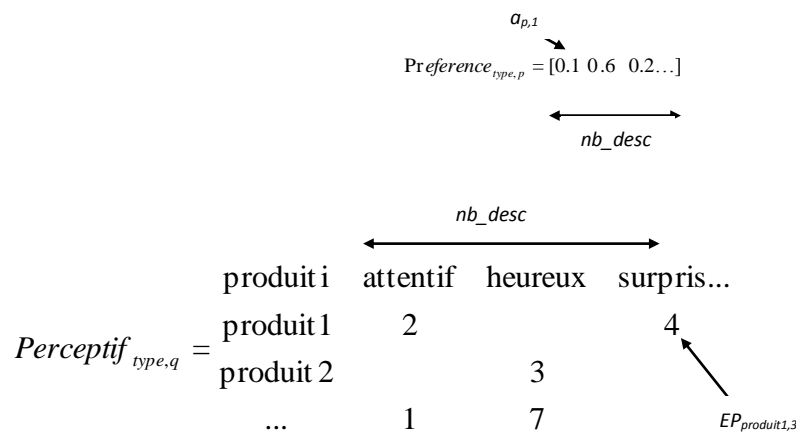 a_{p,1}
Preference_{type,p} = [0.1 0.6 0.2…]
nb_desc
nb_desc
produit i attentif heureux surpris...
produit 1 2 4
Perceptif_{type,q} =
produit 2 3
... 1 7
EP_{produit1,3}